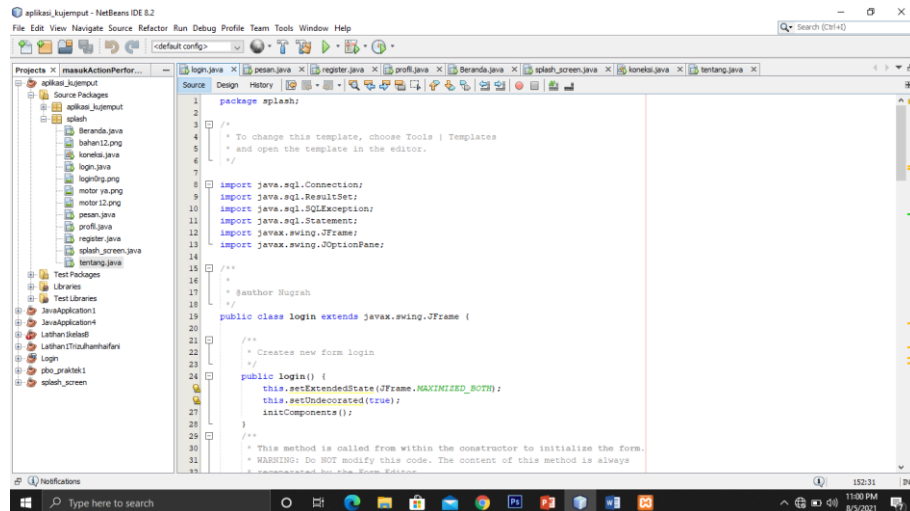 aplikasi_kujemput - NetBeans IDE 8.2
File Edit View Navigate Source Refactor Run Debug Profile Team Tools Window Help
Search (Ctrl+I)
<default config>
Projects masukActionPerfor...
login.java pesan.java register.java profil.java Beranda.java splash_screen.java koneksi.java tentang.java
Source Design History
aplikasi_kujemput
Source Packages
aplikasi_kujemput
splash
Beranda.java
bahan12.png
koneksi.java
login.java
login0rg.png
motor ya.png
motor12.png
pesan.java
profil.java
register.java
splash_screen.java
tentang.java
Test Packages
Libraries
Test Libraries
JavaApplication1
JavaApplication4
Latihan1kelasB
Latihan1Trizulhamhaifani
Login
pbo_praktek1
splash_screen
1 package splash;
2
3 /*
4 * To change this template, choose Tools | Templates
5 * and open the template in the editor.
6 */
7
8 import java.sql.Connection;
9 import java.sql.ResultSet;
10 import java.sql.SQLException;
11 import java.sql.Statement;
12 import javax.swing.JFrame;
13 import javax.swing.JOptionPane;
14
15 /**
16 *
17 * @author Nugrah
18 */
19 public class login extends javax.swing.JFrame {
20
21 /**
22 * Creates new form login
23 */
24 public login() {
this.setExtendedState(JFrame.MAXIMIZED_BOTH);
this.setUndecorated(true);
27 initComponents();
28 }
29 /**
30 * This method is called from within the constructor to initialize the form.
31 * WARNING: Do NOT modify this code. The content of this method is always
32 * regenerated by the Form Editor.
Notifications
1
152:31
Type here to search
11:00 PM
8/5/2021